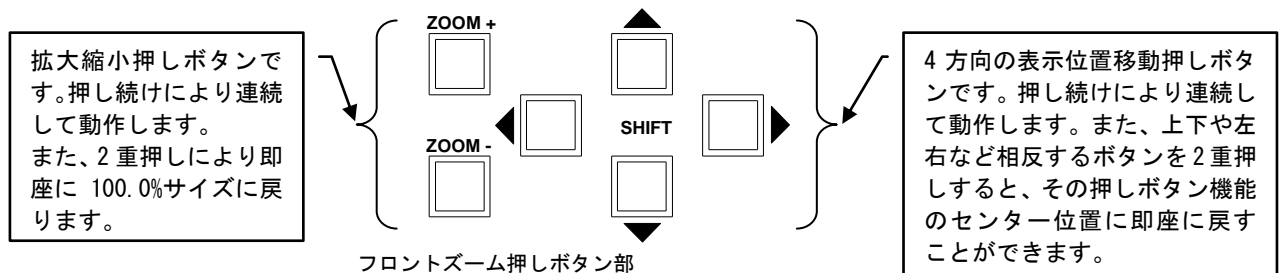 拡大縮小押しボタンで
す。押し続けにより連続
して動作します。
また、2重押しにより即
座に 100.0%サイズに戻
ります。
ZOOM +
ZOOM -
SHIFT
4 方向の表示位置移動押しボタ
ンです。押し続けにより連続し
て動作します。また、上下や左
右など相反するボタンを2重押
しすると、その押しボタン機能
のセンター位置に即座に戻す
ことができます。
フロントズーム押しボタン部